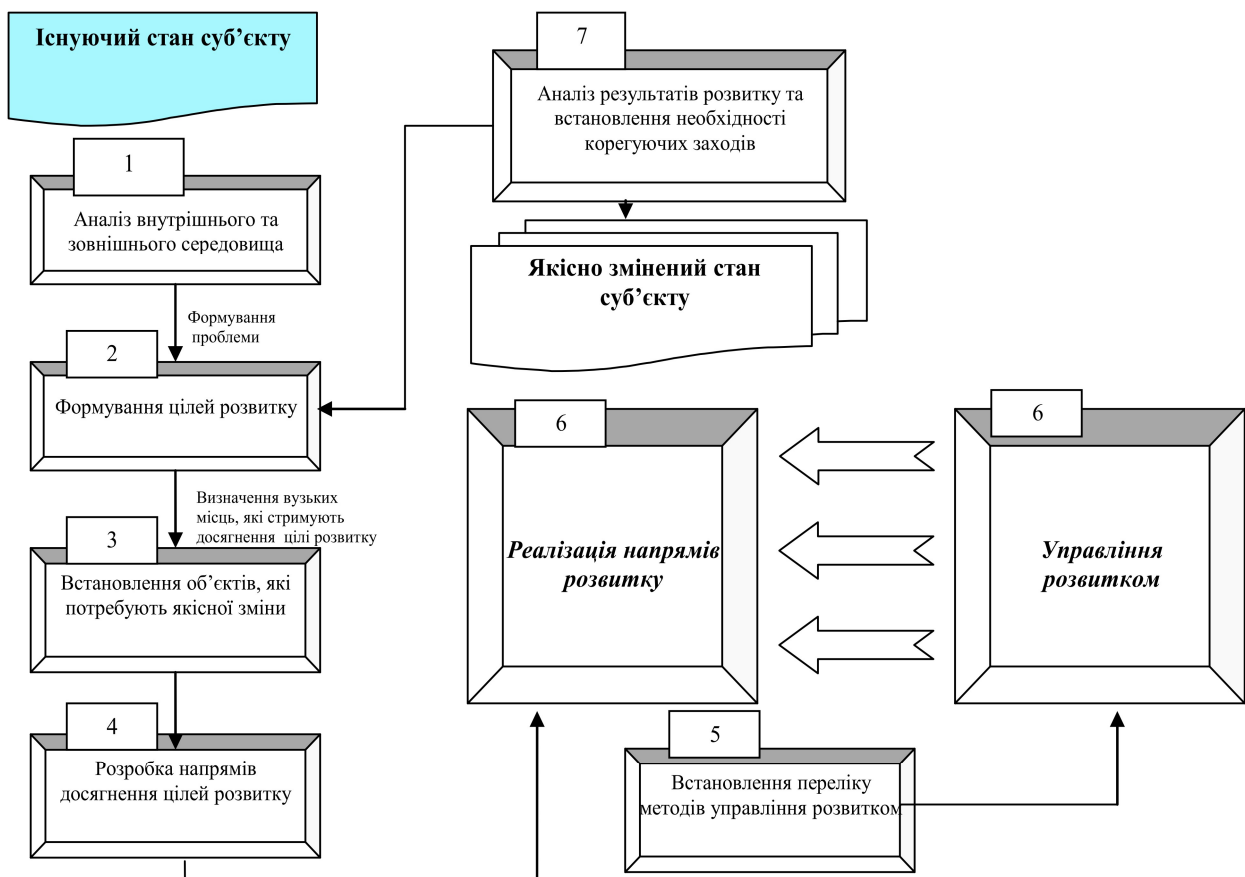 Існуючий стан суб’єкту
1
Аналіз внутрішнього та
зовнішнього середовища
Формування
проблеми
2
Формування цілей розвитку
Визначення вузьких
місць, які стримують
досягнення цілі розвитку
3
Встановлення об’єктів, які
потребують якісної зміни
4
Розробка напрямів
досягнення цілей розвитку
7
Аналіз результатів розвитку та
встановлення необхідності
корегуючих заходів
Якісно змінений стан
суб’єкту
6
Реалізація напрямів
розвитку
6
Управління
розвитком
5
Встановлення переліку
методів управління розвитком